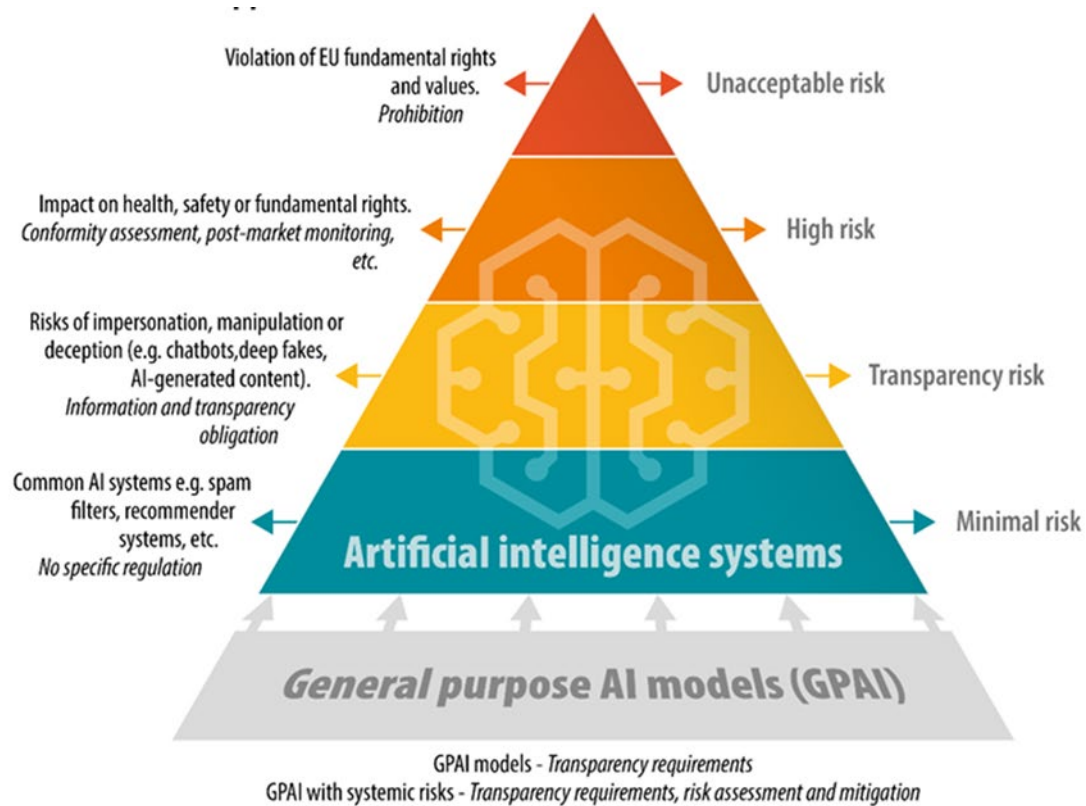 Violation of EU fundamental rights
and values.
Prohibition
Unacceptable risk
Impact on health, safety or fundamental rights.
Conformity assessment, post-market monitoring,
etc.
High risk
Risks of impersonation, manipulation or
deception (e.g. chatbots,deep fakes,
AI-generated content).
Information and transparency
obligation
Transparency risk
Common AI systems e.g. spam
filters, recommender
systems, etc.
No specific regulation
Minimal risk
Artificial intelligence systems
General purpose AI models (GPAI)
GPAI models - Transparency requirements
GPAI with systemic risks - Transparency requirements, risk assessment and mitigation